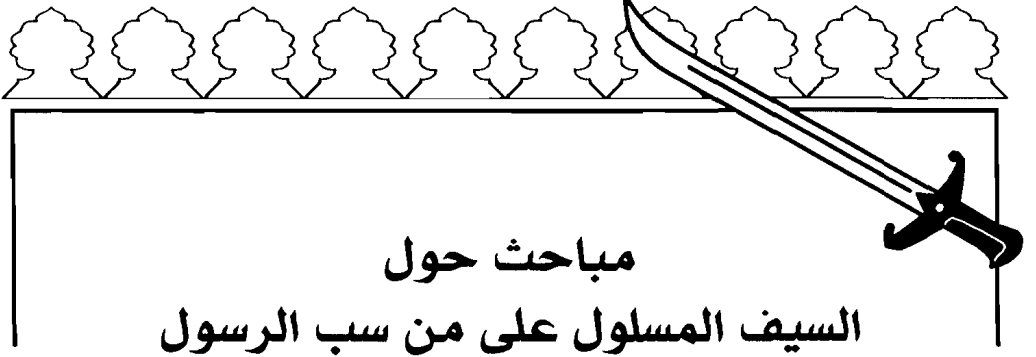 مباحث حول
السيف المسلول على من سب الرسول